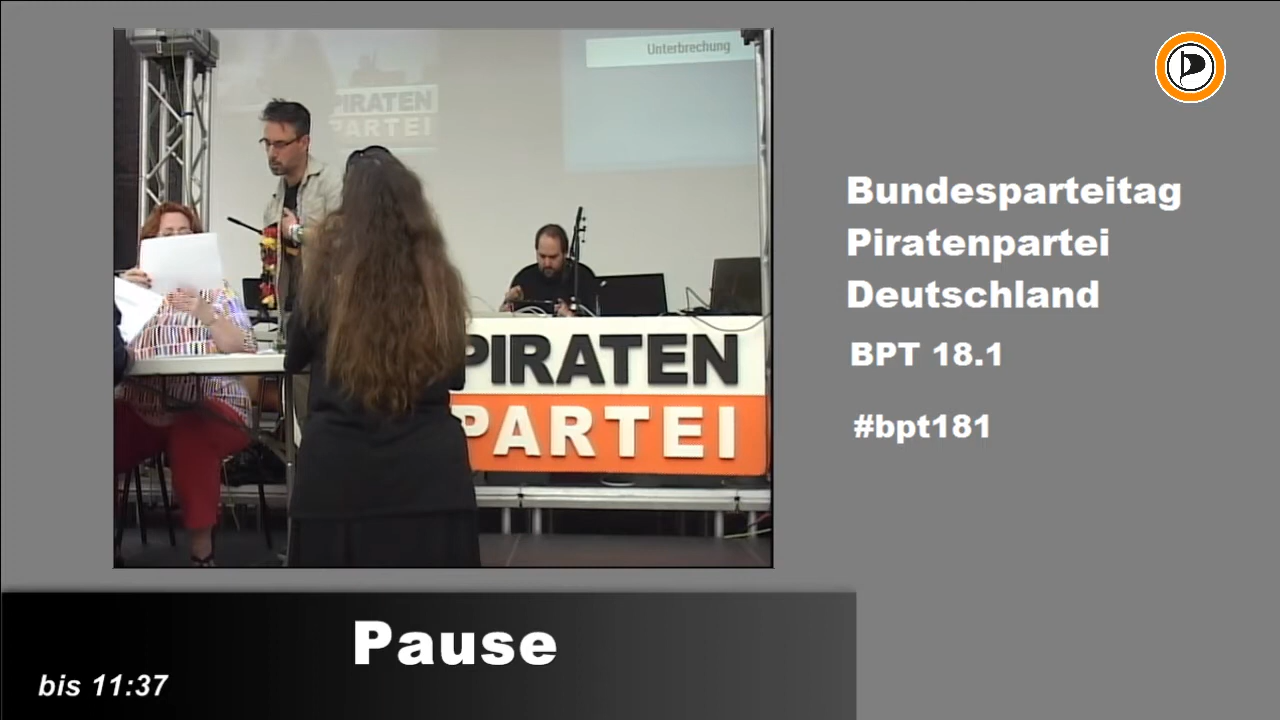 Unterbrechung
PIRATEN
PARTEI
PIRATEN
PARTEI
Bundesparteitag
Piratenpartei
Deutschland
BPT 18.1
#bpt181
Pause
bis 11:37